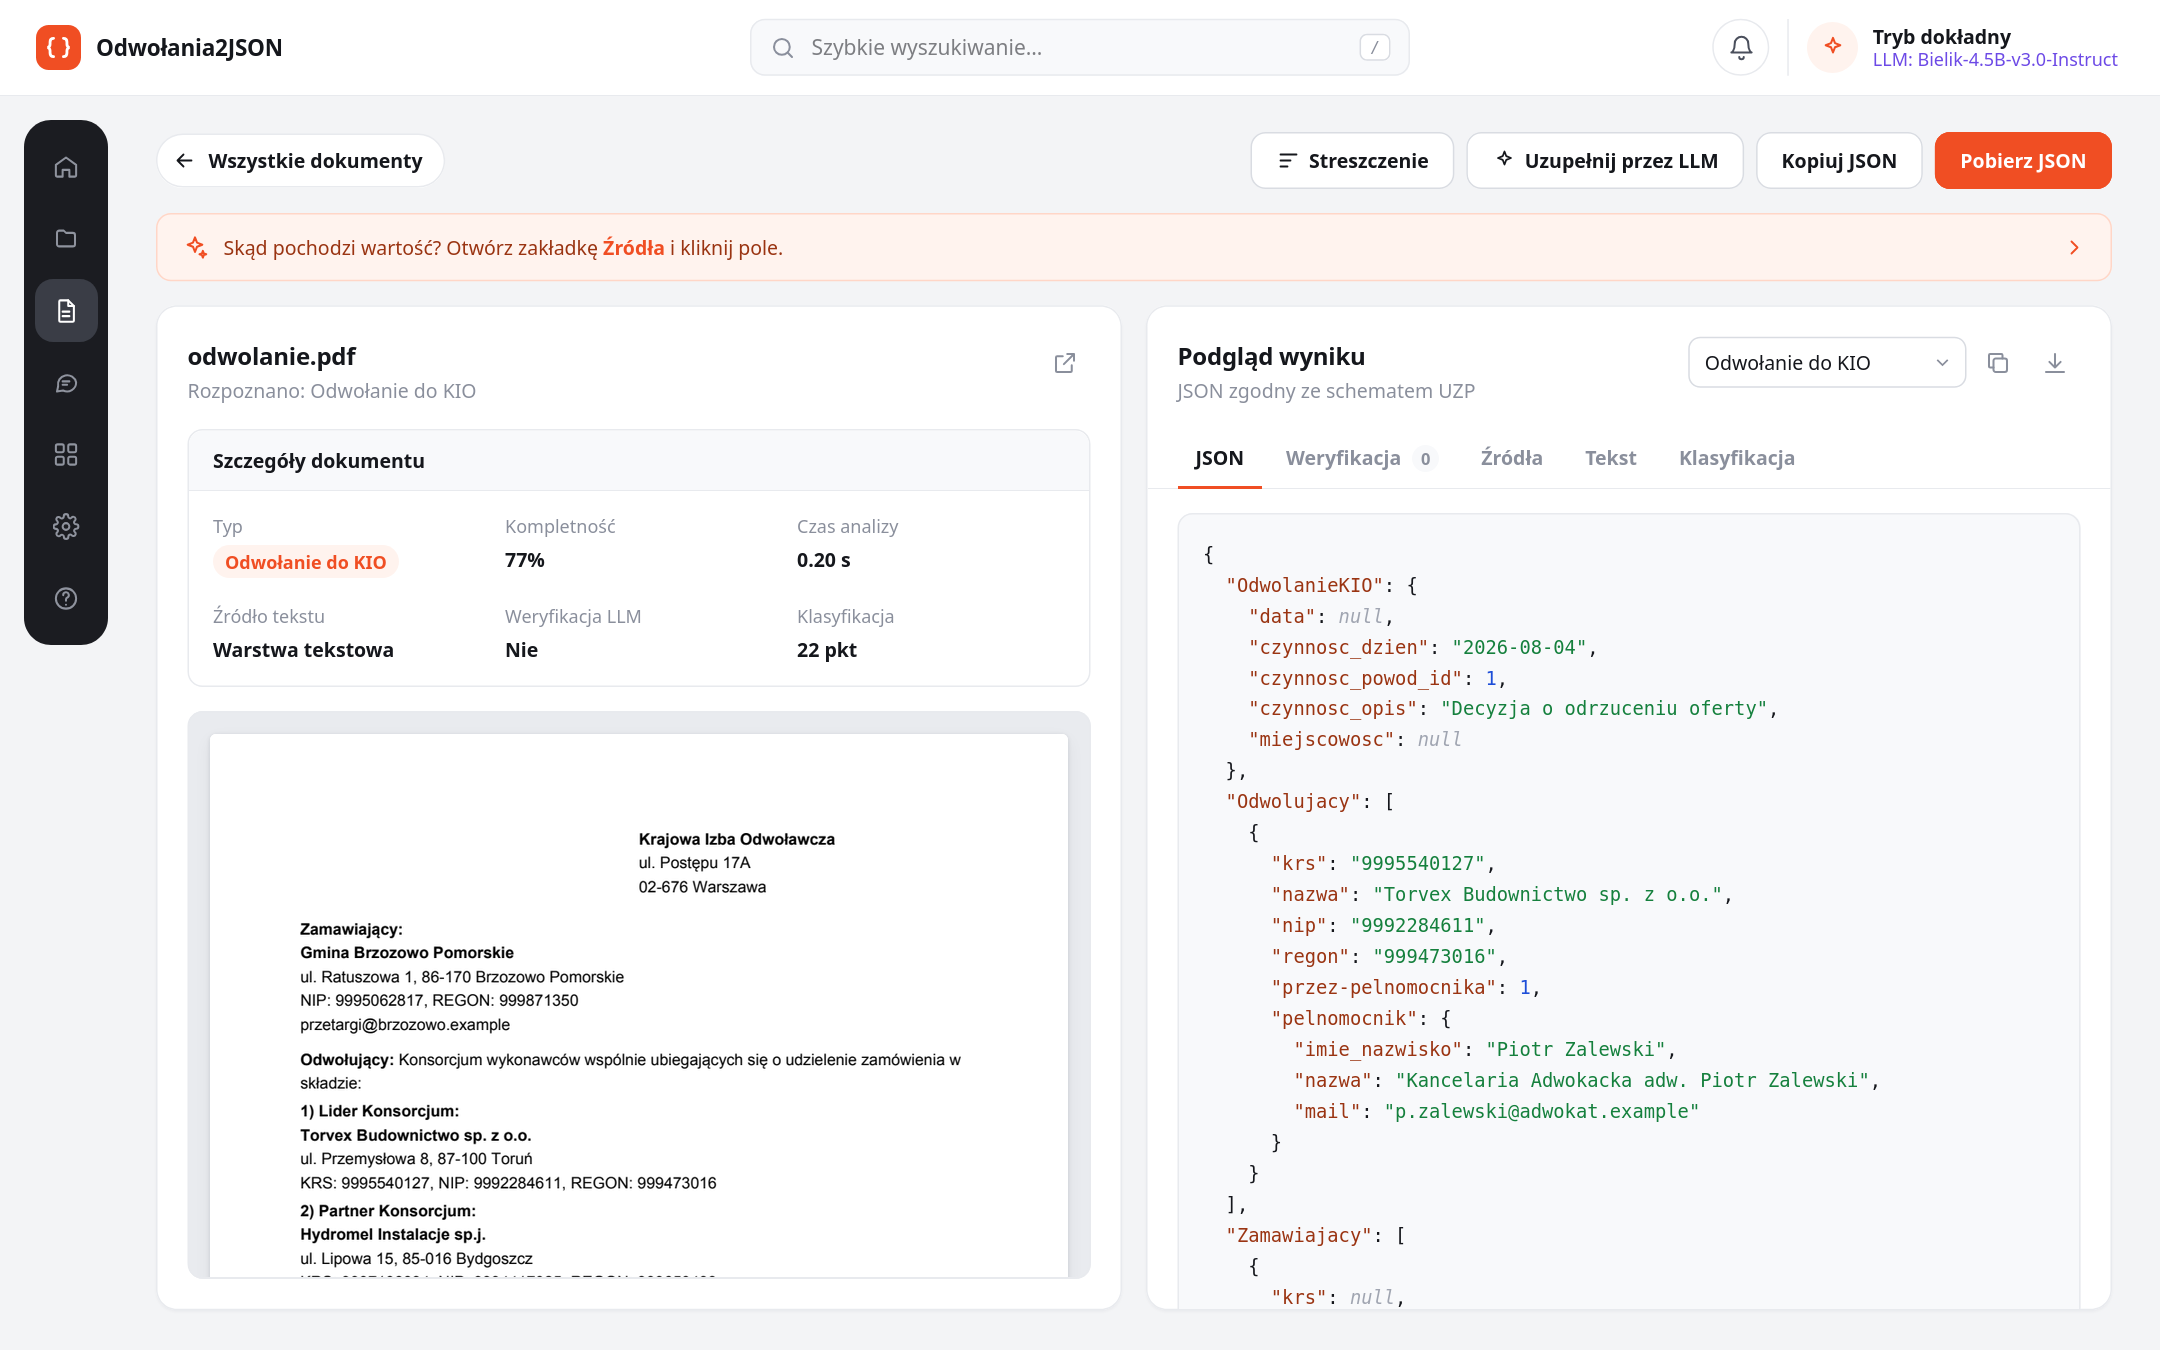 Odwołania2JSON
Szybkie wyszukiwanie...
/
Tryb dokładny
LLM: Bielik-4.5B-v3.0-Instruct
Wszystkie dokumenty
Streszczenie
Uzupełnij przez LLM
Kopiuj JSON
Pobierz JSON
Skąd pochodzi wartość? Otwórz zakładkę Źródła i kliknij pole.
odwolanie.pdf
Rozpoznano: Odwołanie do KIO
Szczegóły dokumentu
Typ
Odwołanie do KIO
Kompletność
77%
Czas analizy
0.20 s
Źródło tekstu
Warstwa tekstowa
Weryfikacja LLM
Nie
Klasyfikacja
22 pkt
Krajowa Izba Odwoławcza
ul. Postępu 17A
02-676 Warszawa
Zamawiający:
Gmina Brzozowo Pomorskie
ul. Ratuszowa 1, 86-170 Brzozowo Pomorskie
NIP: 9995062817, REGON: 999871350
przetargi@brzozowo.example
Odwołujący: Konsorcjum wykonawców wspólnie ubiegających się o udzielenie zamówienia w
składzie:
1) Lider Konsorcjum:
Torvex Budownictwo sp. z o.o.
ul. Przemysłowa 8, 87-100 Toruń
KRS: 9995540127, NIP: 9992284611, REGON: 999473016
2) Partner Konsorcjum:
Hydromel Instalacje sp.j.
ul. Lipowa 15, 85-016 Bydgoszcz
Podgląd wyniku
JSON zgodny ze schematem UZP
Odwołanie do KIO
JSON
Weryfikacja 0
Źródła
Tekst
Klasyfikacja
{
"OdwolanieKIO": {
"data": null,
"czynnosc_dzien": "2026-08-04",
"czynnosc_powod_id": 1,
"czynnosc_opis": "Decyzja o odrzuceniu oferty",
"miejscowosc": null
},
"Odwolujacy": [
{
"krs": "9995540127",
"nazwa": "Torvex Budownictwo sp. z o.o.",
"nip": "9992284611",
"regon": "999473016",
"przez-pelnomocnika": 1,
"pelnomocnik": {
"imie_nazwisko": "Piotr Zalewski",
"nazwa": "Kancelaria Adwokacka adw. Piotr Zalewski",
"mail": "p.zalewski@adwokat.example"
}
}
],
"Zamawiajacy": [
{
"krs": null,